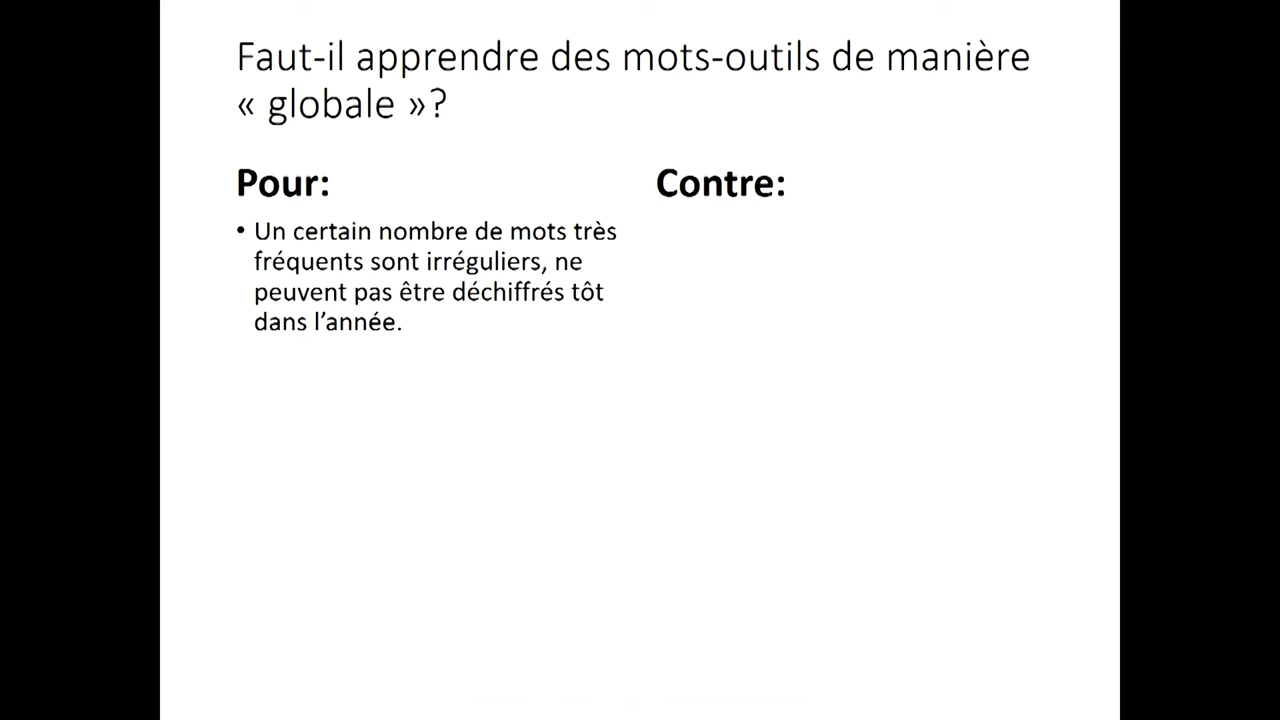 Faut-il apprendre des mots-outils de manière
« globale »?
Pour:
• Un certain nombre de mots très
fréquents sont irréguliers, ne
peuvent pas être déchiffrés tôt
dans l’année.
Contre: